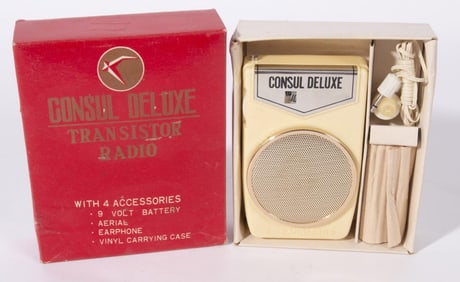 CONSUL DELUXE
TRANSISTOR
RADIO
WITH 4 ACCESSORIES
• 9 VOLT BATTERY
• AERIAL
• EARPHONE
• VINYL CARRYING CASE
CONSUL DELUXE